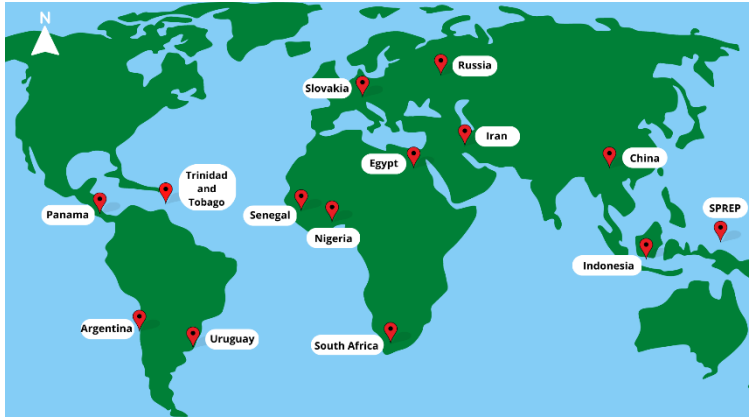 N
Russia
Slovakia
Iran
Egypt
China
Trinidad
and
Tobago
Panama
Senegal
Nigeria
SPREP
Indonesia
Argentina
Uruguay
South Africa